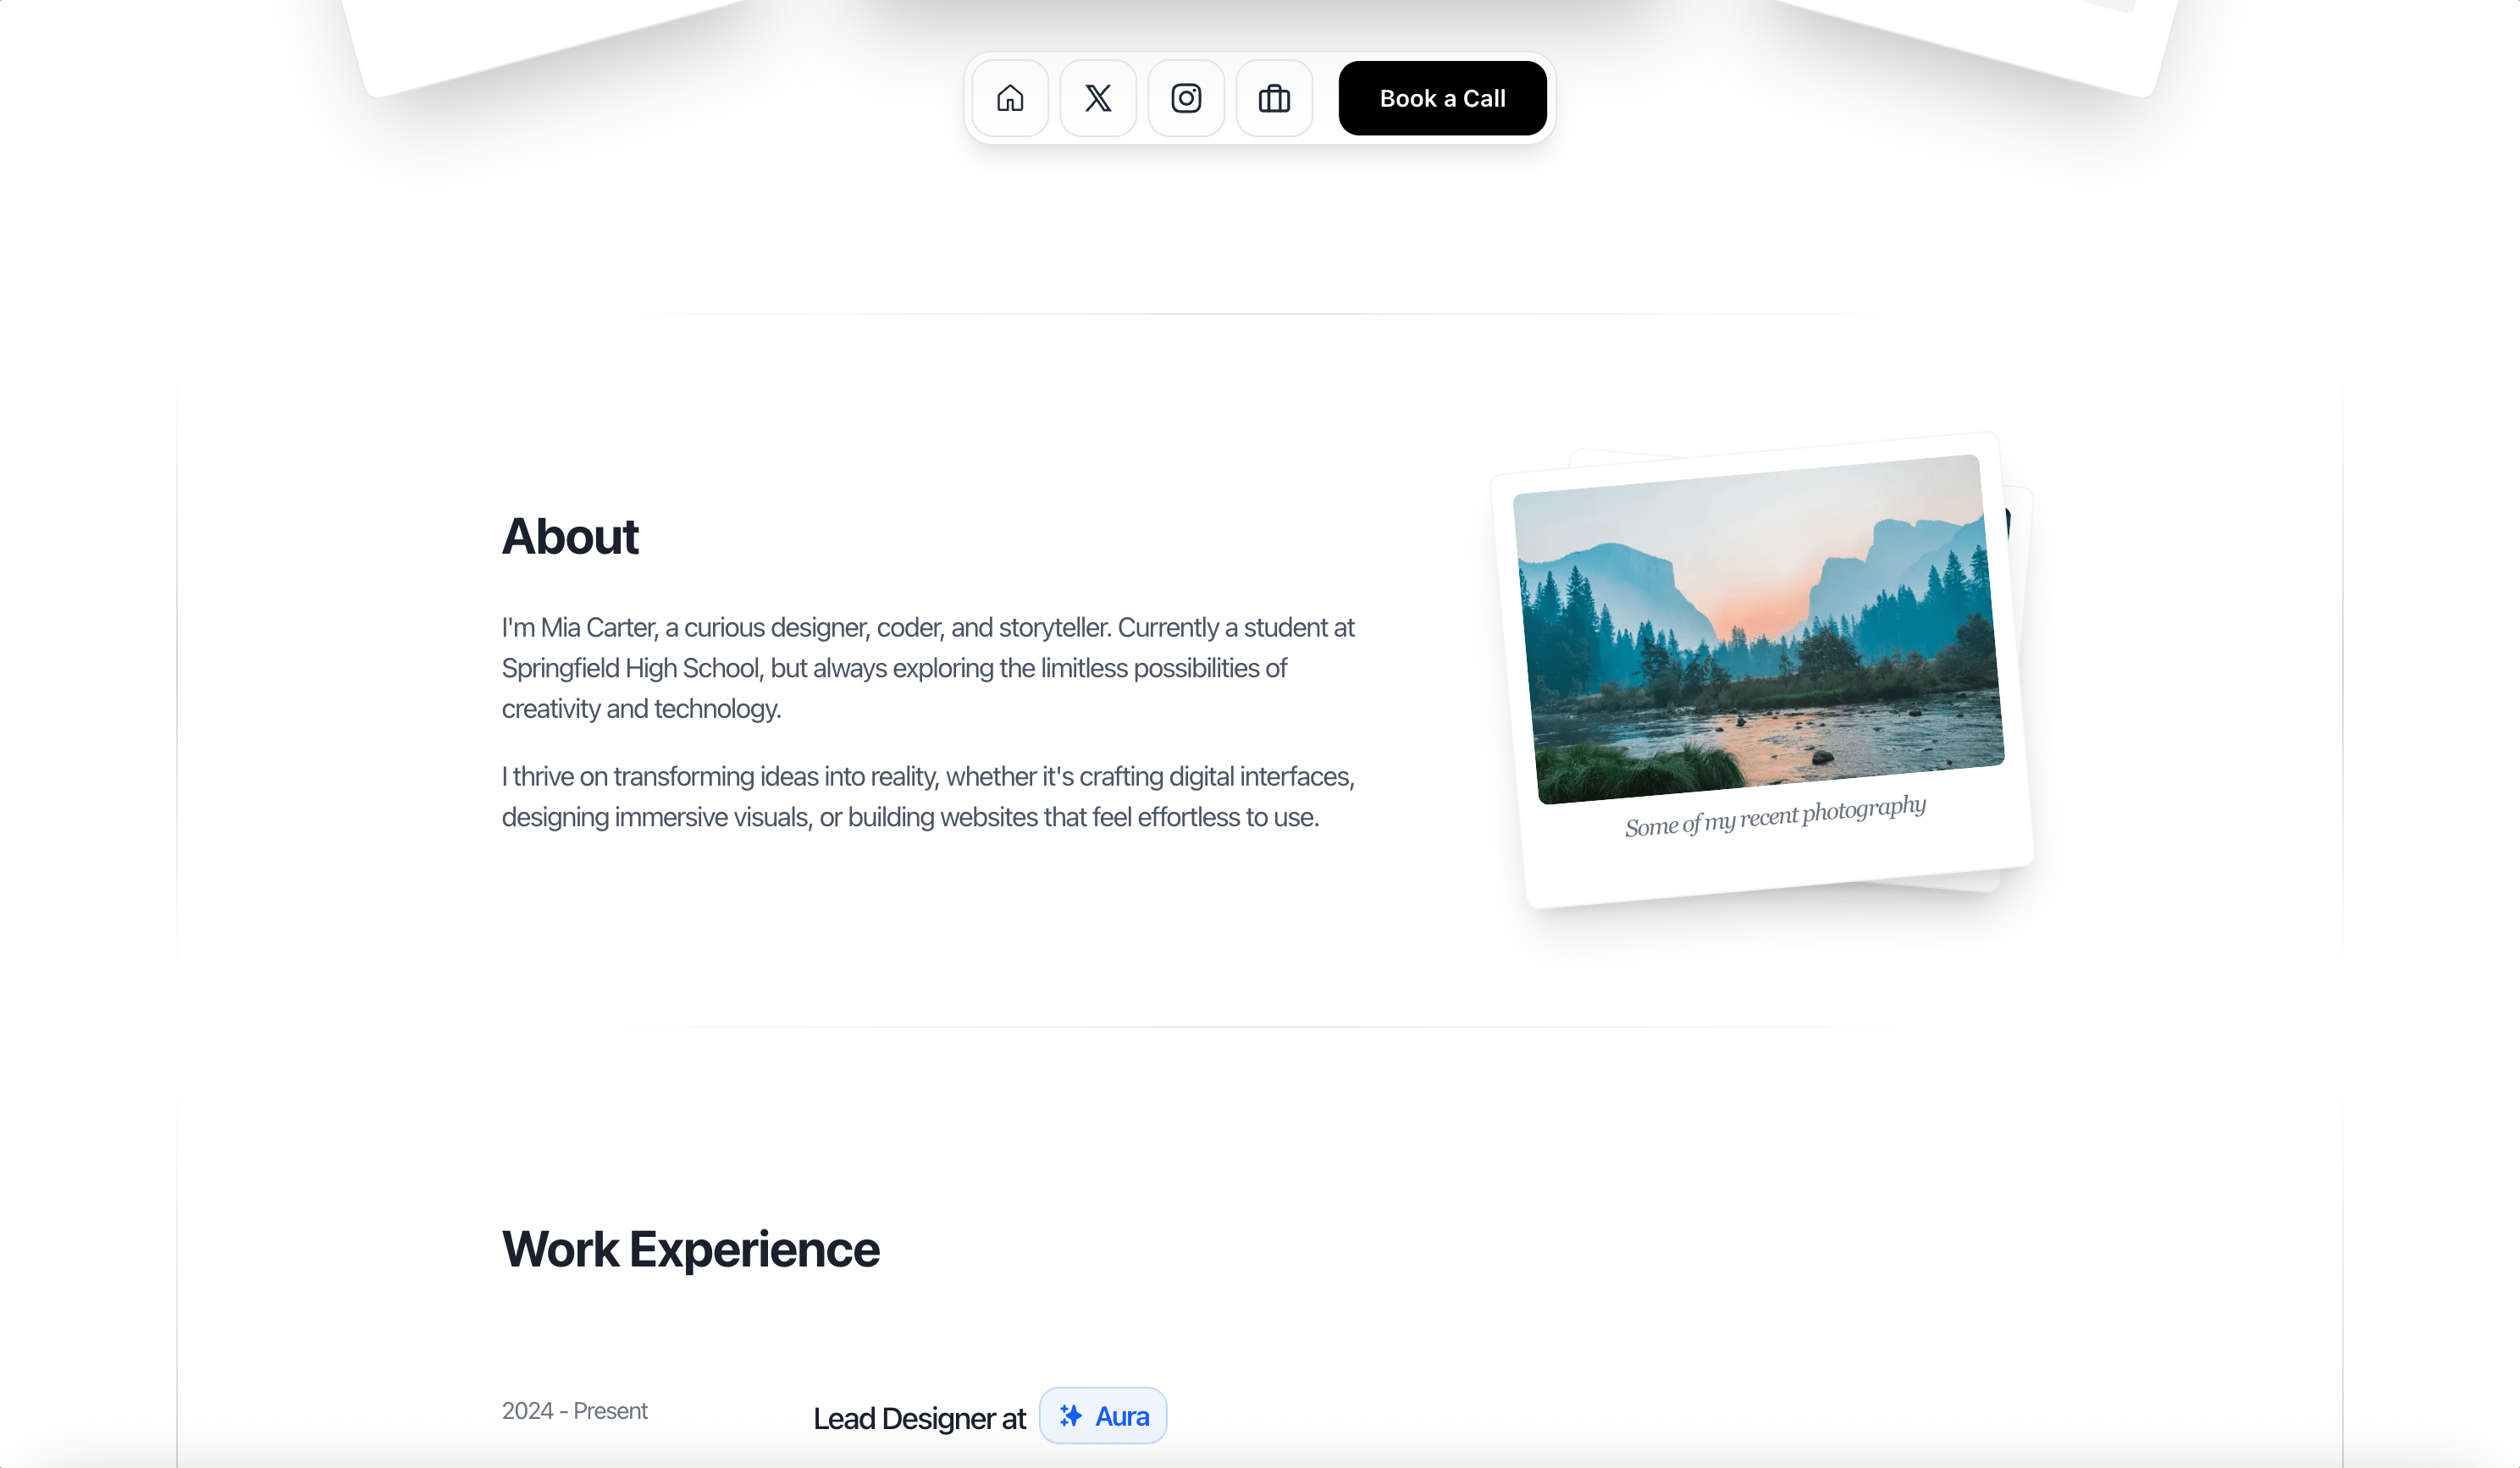 Book a Call
About
I'm Mia Carter, a curious designer, coder, and storyteller. Currently a student at
Springfield High School, but always exploring the limitless possibilities of
creativity and technology.
I thrive on transforming ideas into reality, whether it's crafting digital interfaces,
designing immersive visuals, or building websites that feel effortless to use.
Some of my recent photography
Work Experience
2024 - Present
Lead Designer at Aura